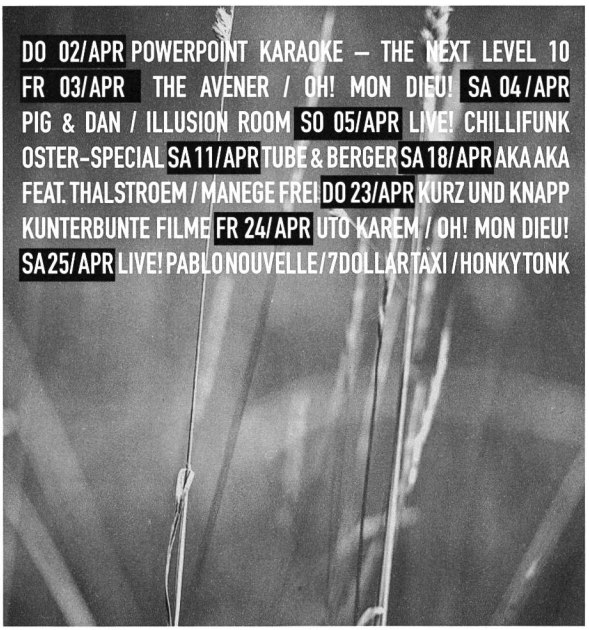 DO 02/APR POWERPOINT KARAOKE – THE NEXT LEVEL 10
FR 03/APR THE AVENER / OH! MON DIEU! SA 04/APR
PIG & DAN / ILLUSION ROOM SO 05/APR LIVE! CHILLIFUNK
OSTER-SPECIAL SA 11/APR TUBE & BERGER SA 18/APR AKA AKA
FEAT. THALSTROEM / MANEGE FREI DO 23/APR KURZ UND KNAPP
KUNTERBUNTE FILME FR 24/APR UTO KAREM / OH! MON DIEU!
SA 25/APR LIVE! PABLO NOUVELLE / 7 DOLLAR TAXI / HONKYTONK